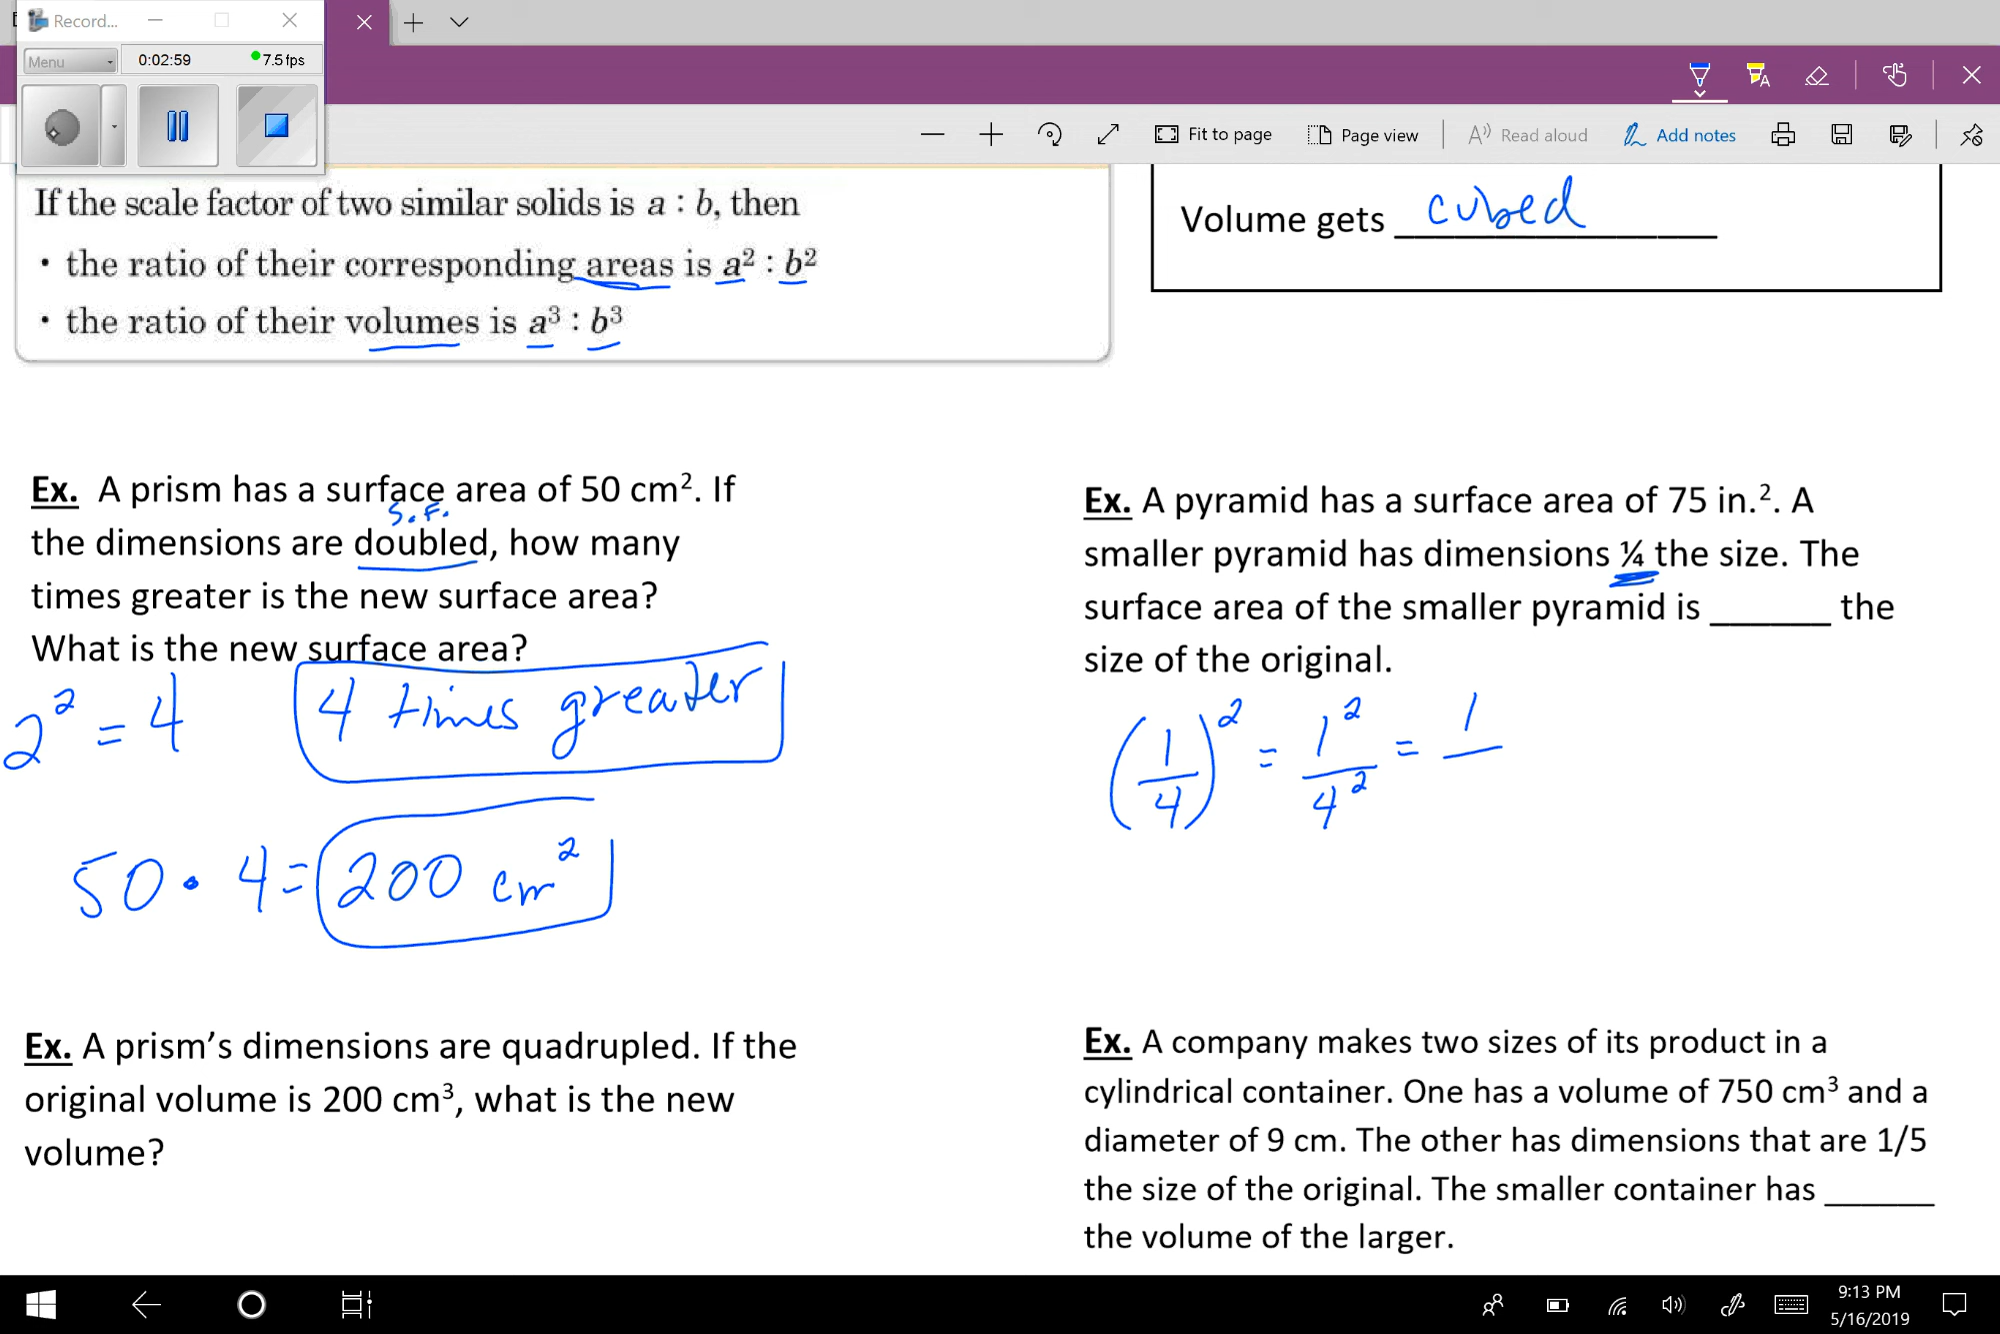 Record...
Menu
0:02:59
7.5 fps
Fit to page
Page view
Read aloud
Add notes
If the scale factor of two similar solids is a : b, then
• the ratio of their corresponding areas is a² : b²
• the ratio of their volumes is a³ : b³
Volume gets cubed
Ex. A prism has a surface area of 50 cm². If
S.F.
the dimensions are doubled, how many
times greater is the new surface area?
What is the new surface area?
2² = 4
4 times greater
50 · 4 = 200 cm²
Ex. A pyramid has a surface area of 75 in.². A
smaller pyramid has dimensions ¼ the size. The
surface area of the smaller pyramid is ______ the
size of the original.
(1/4)² = 1²/4² = 1/
Ex. A prism’s dimensions are quadrupled. If the
original volume is 200 cm³, what is the new
volume?
Ex. A company makes two sizes of its product in a
cylindrical container. One has a volume of 750 cm³ and a
diameter of 9 cm. The other has dimensions that are 1/5
the size of the original. The smaller container has ______
the volume of the larger.
9:13 PM
5/16/2019